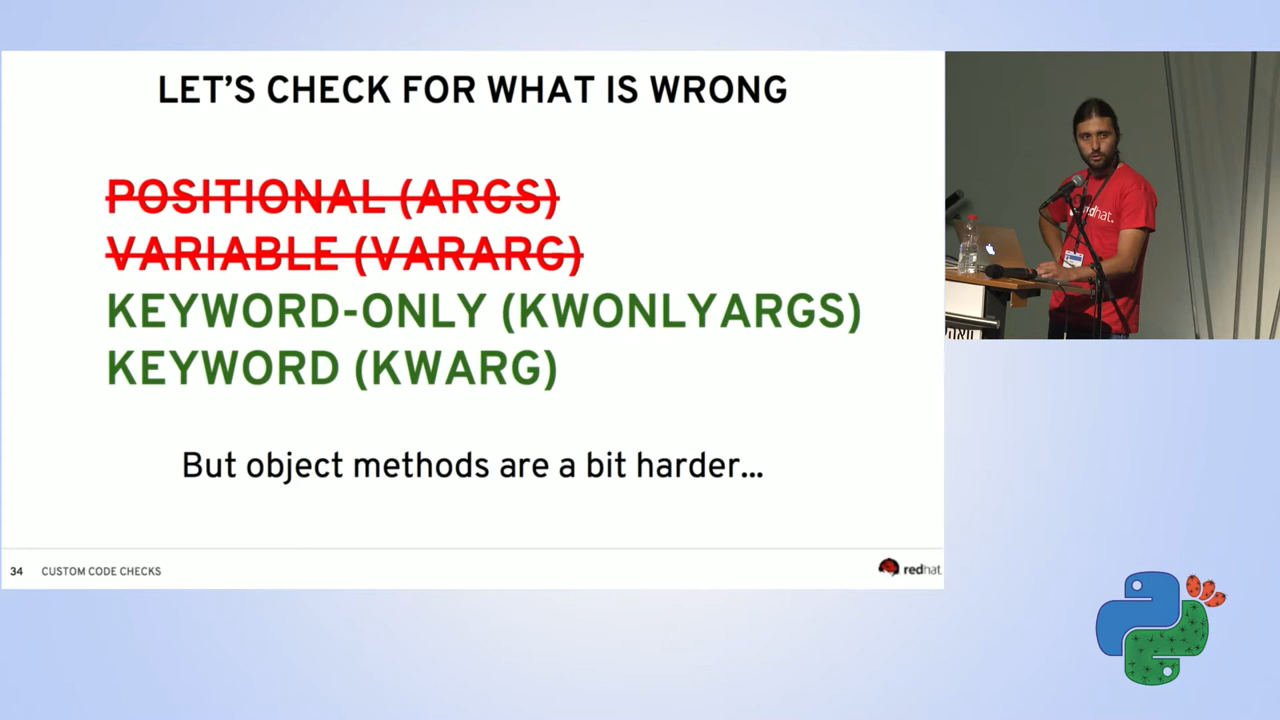 LET'S CHECK FOR WHAT IS WRONG
POSITIONAL (ARGS)
VARIABLE (VARARG)
KEYWORD-ONLY (KWONLYARGS)
KEYWORD (KWARG)
But object methods are a bit harder...
34 CUSTOM CODE CHECKS
redhat.
redhat.